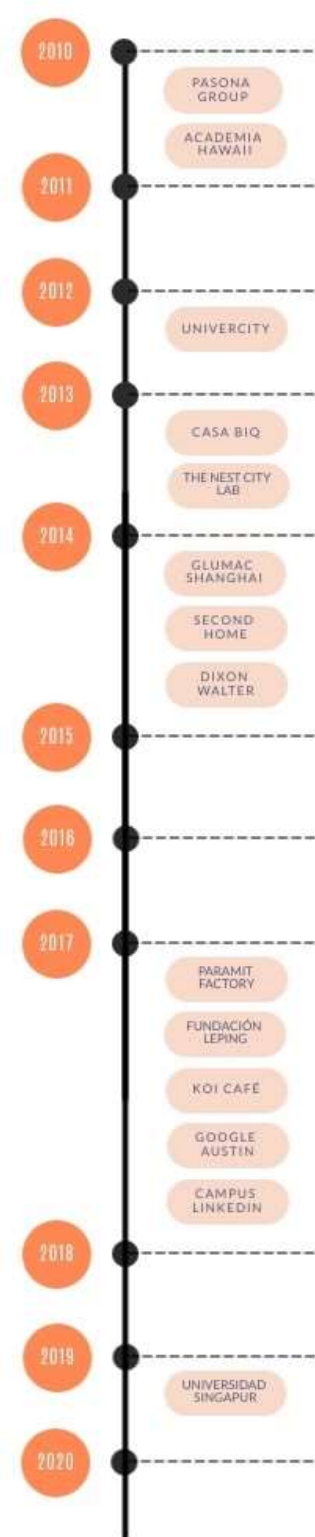 2010
PASONA
GROUP
ACADEMIA
HAWAII
2011
2012
UNIVERCITY
2013
CASA BIQ
THE NEST CITY
LAB
2014
GLUMAC
SHANGHAI
SECOND
HOME
DIXON
WALTER
2015
2016
2017
PARAMIT
FACTORY
FUNDACIÓN
LEPING
KOI CAFÉ
GOOGLE
AUSTIN
CAMPUS
LINKEDIN
2018
2019
UNIVERSIDAD
SINGAPUR
2020